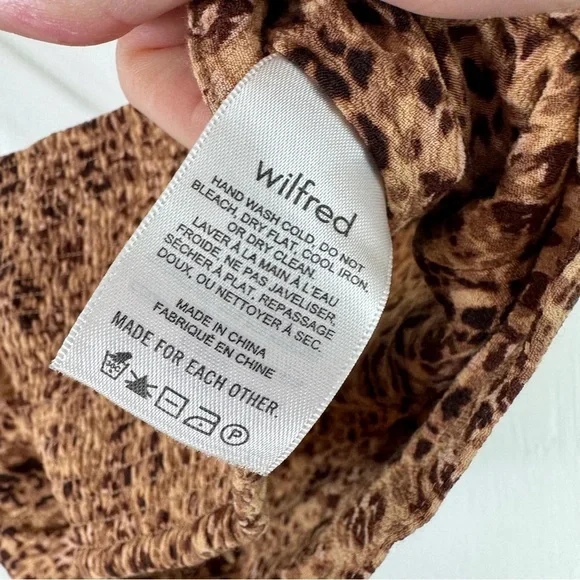 wilfred
HAND WASH COLD, DO NOT
BLEACH, DRY FLAT, COOL IRON,
OR DRY CLEAN.
LAVER À LA MAIN À L'EAU
FROIDE, NE PAS JAVELISER,
SÉCHER À PLAT, REPASSAGE
DOUX, OU NETTOYER À SEC.
MADE IN CHINA
FABRIQUÉ EN CHINE
MADE FOR EACH OTHER.
P